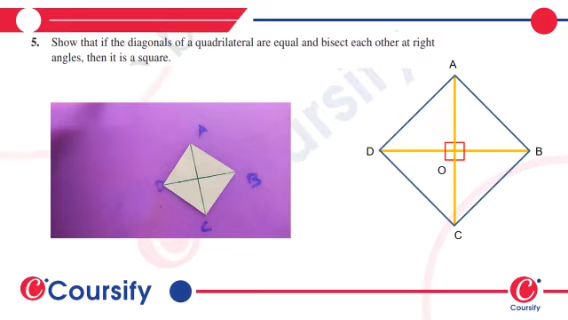 5. Show that if the diagonals of a quadrilateral are equal and bisect each other at right
angles, then it is a square.
A
B
C
A
D
B
O
C
Coursify
Coursify
Coursify